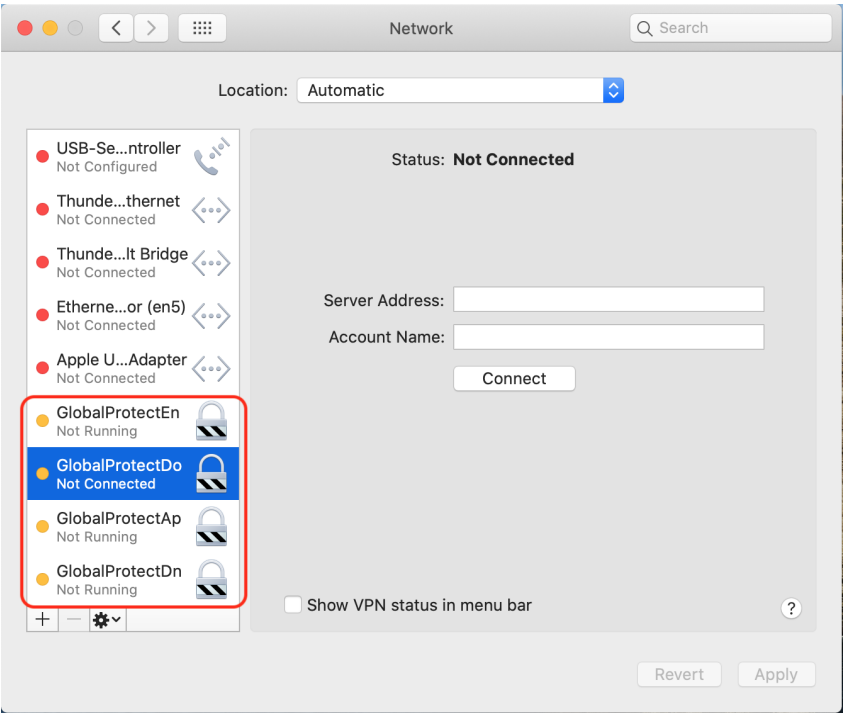 Network
Search
Location: Automatic
USB-Se...ntroller
Not Configured
Thunde...thernet
Not Connected
Thunde...lt Bridge
Not Connected
Etherne...or (en5)
Not Connected
Apple U...Adapter
Not Connected
GlobalProtectEn
Not Running
GlobalProtectDo
Not Connected
GlobalProtectAp
Not Running
GlobalProtectDn
Not Running
Status: Not Connected
Server Address:
Account Name:
Connect
Show VPN status in menu bar
?
Revert
Apply